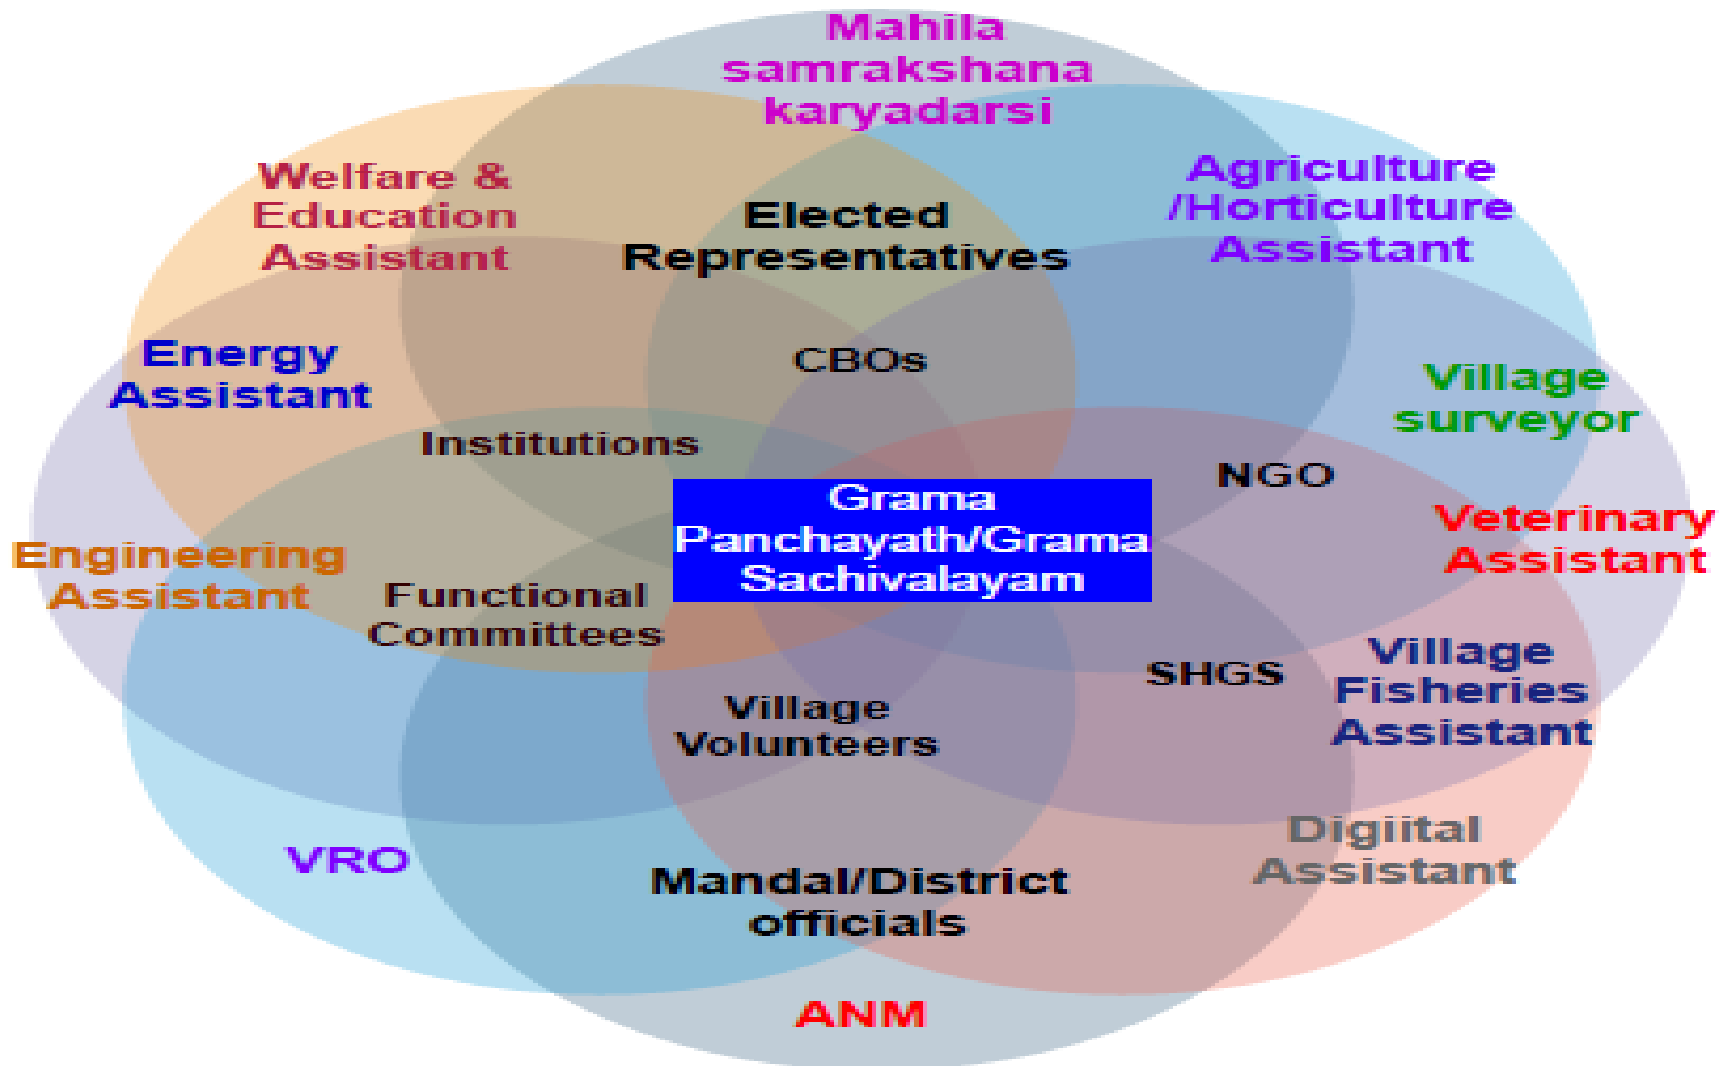 Mahila
samrakshana
karyadarsi
Welfare &
Education
Assistant
Elected
Representatives
Agriculture
/Horticulture
Assistant
Energy
Assistant
CBOs
Village
surveyor
Institutions
NGO
Grama
Panchayath/Grama
Sachivalayam
Veterinary
Assistant
Engineering
Assistant
Functional
Committees
SHGS
Village
Fisheries
Assistant
Village
Volunteers
VRO
Mandal/District
officials
Digiital
Assistant
ANM